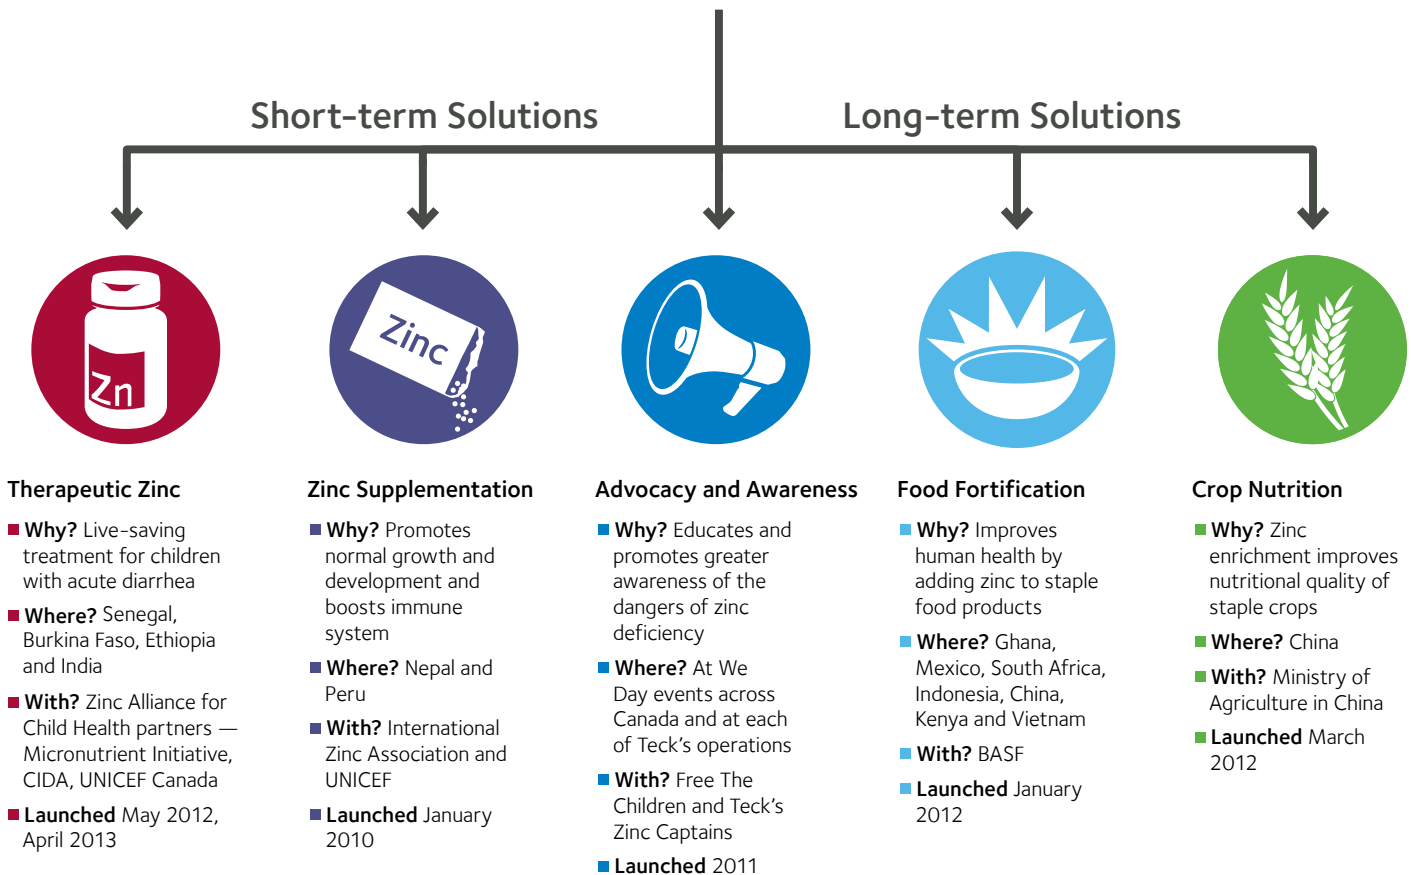 Short-term Solutions
Long-term Solutions
Zn
Zinc
Therapeutic Zinc
Why? Live-saving
treatment for children
with acute diarrhea
Where? Senegal,
Burkina Faso, Ethiopia
and India
With? Zinc Alliance for
Child Health partners —
Micronutrient Initiative,
CIDA, UNICEF Canada
Launched May 2012,
April 2013
Zinc Supplementation
Why? Promotes
normal growth and
development and
boosts immune
system
Where? Nepal and
Peru
With? International
Zinc Association and
UNICEF
Launched January
2010
Advocacy and Awareness
Why? Educates and
promotes greater
awareness of the
dangers of zinc
deficiency
Where? At We
Day events across
Canada and at each
of Teck's operations
With? Free The
Children and Teck's
Zinc Captains
Launched 2011
Food Fortification
Why? Improves
human health by
adding zinc to staple
food products
Where? Ghana,
Mexico, South Africa,
Indonesia, China,
Kenya and Vietnam
With? BASF
Launched January
2012
Crop Nutrition
Why? Zinc
enrichment improves
nutritional quality of
staple crops
Where? China
With? Ministry of
Agriculture in China
Launched March
2012